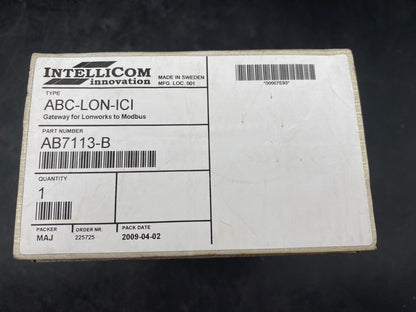 INTELLICOM
innovation
MADE IN SWEDEN
MFG. LOC. 001
*00067E93*
TYPE
ABC-LON-ICI
Gateway for Lonworks to Modbus
PART NUMBER
AB7113-B
QUANTITY
1
PACKER
MAJ
ORDER NR.
225725
PACK DATE
2009-04-02